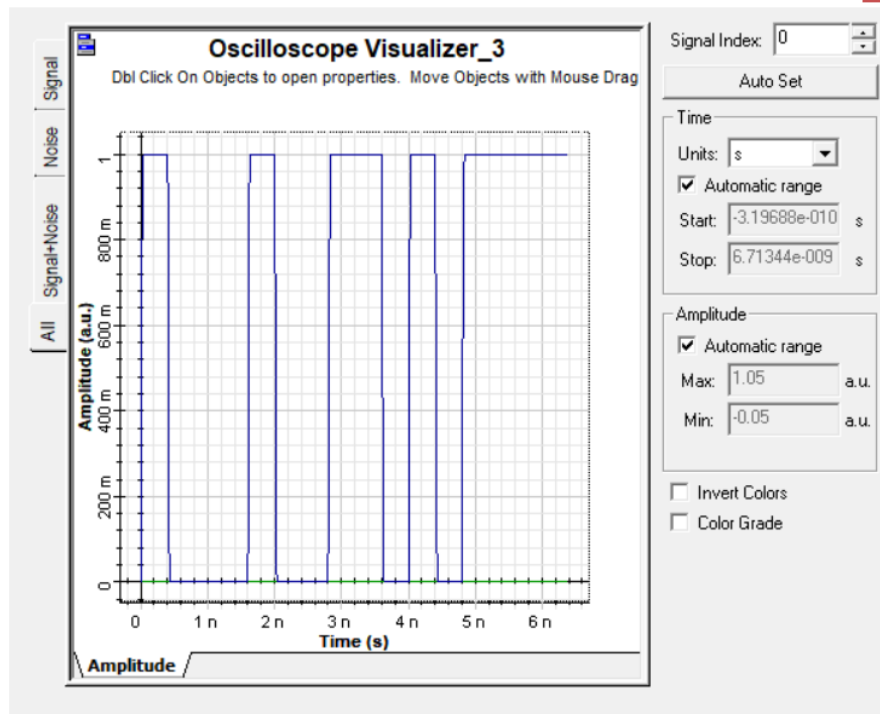 Oscilloscope Visualizer_3
Dbl Click On Objects to open properties. Move Objects with Mouse Drag
Signal
Noise
Signal+Noise
All
Amplitude (a.u.)
1
800 m
600 m
400 m
200 m
0
0 1 n 2 n 3 n 4 n 5 n 6 n
Time (s)
Amplitude
Signal Index: 0
Auto Set
Time
Units: s
Automatic range
Start: -3.19688e-010 s
Stop: 6.71344e-009 s
Amplitude
Automatic range
Max: 1.05 a.u.
Min: -0.05 a.u.
Invert Colors
Color Grade